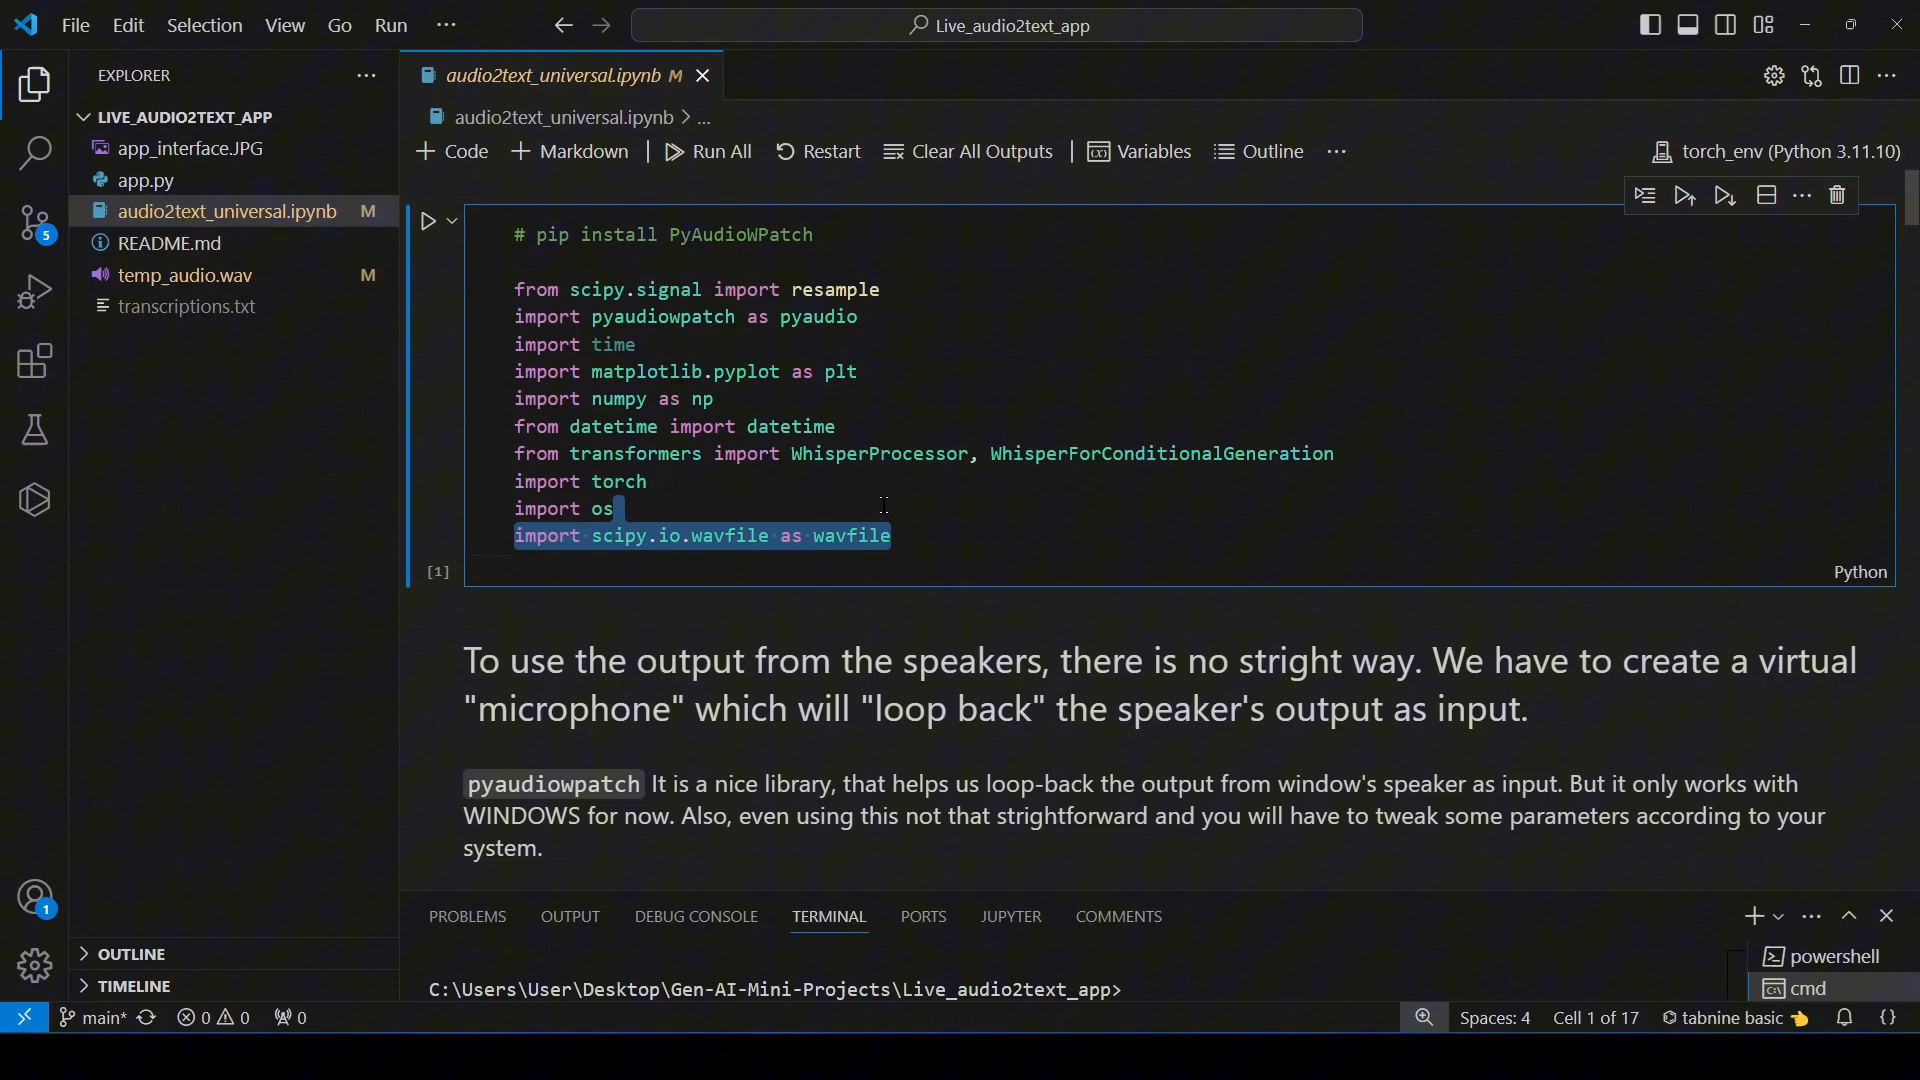 File Edit Selection View Go Run ···
Live_audio2text_app
EXPLORER
LIVE_AUDIO2TEXT_APP
app_interface.JPG
app.py
audio2text_universal.ipynb M
README.md
temp_audio.wav M
transcriptions.txt
OUTLINE
TIMELINE
audio2text_universal.ipynb M
audio2text_universal.ipynb > ...
+ Code + Markdown Run All Restart Clear All Outputs Variables Outline ···
torch_env (Python 3.11.10)
# pip install PyAudioWPatch
from scipy.signal import resample
import pyaudiowpatch as pyaudio
import time
import matplotlib.pyplot as plt
import numpy as np
from datetime import datetime
from transformers import WhisperProcessor, WhisperForConditionalGeneration
import torch
import os
import scipy.io.wavfile as wavfile
[1]
Python
To use the output from the speakers, there is no stright way. We have to create a virtual
"microphone" which will "loop back" the speaker's output as input.
pyaudiowpatch It is a nice library, that helps us loop-back the output from window's speaker as input. But it only works with
WINDOWS for now. Also, even using this not that strightforward and you will have to tweak some parameters according to your
system.
PROBLEMS OUTPUT DEBUG CONSOLE TERMINAL PORTS JUPYTER COMMENTS
powershell
cmd
C:\Users\User\Desktop\Gen-AI-Mini-Projects\Live_audio2text_app>
5
1
main* 0 0 0
Spaces: 4 Cell 1 of 17 tabnine basic 👈 {}